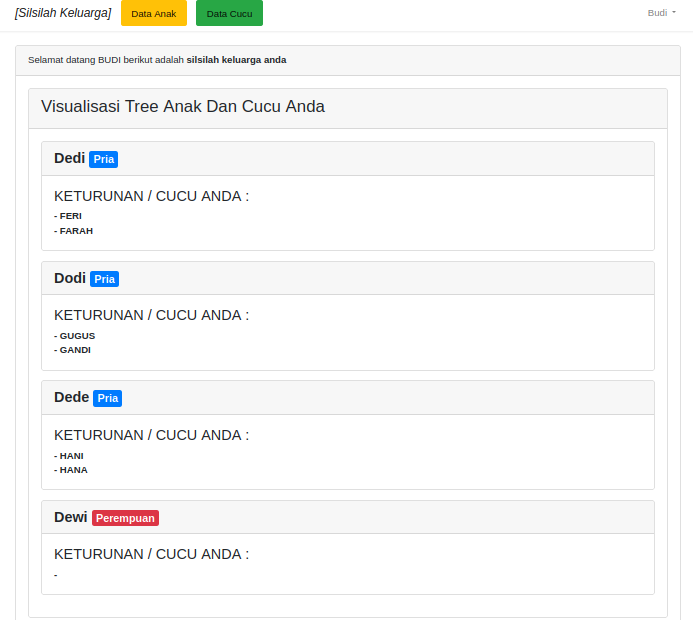 [Silsilah Keluarga] Data Anak Data Cucu Budi
Selamat datang BUDI berikut adalah silsilah keluarga anda
Visualisasi Tree Anak Dan Cucu Anda
Dedi Pria
KETURUNAN / CUCU ANDA :
- FERI
- FARAH
Dodi Pria
KETURUNAN / CUCU ANDA :
- GUGUS
- GANDI
Dede Pria
KETURUNAN / CUCU ANDA :
- HANI
- HANA
Dewi Perempuan
KETURUNAN / CUCU ANDA :
-